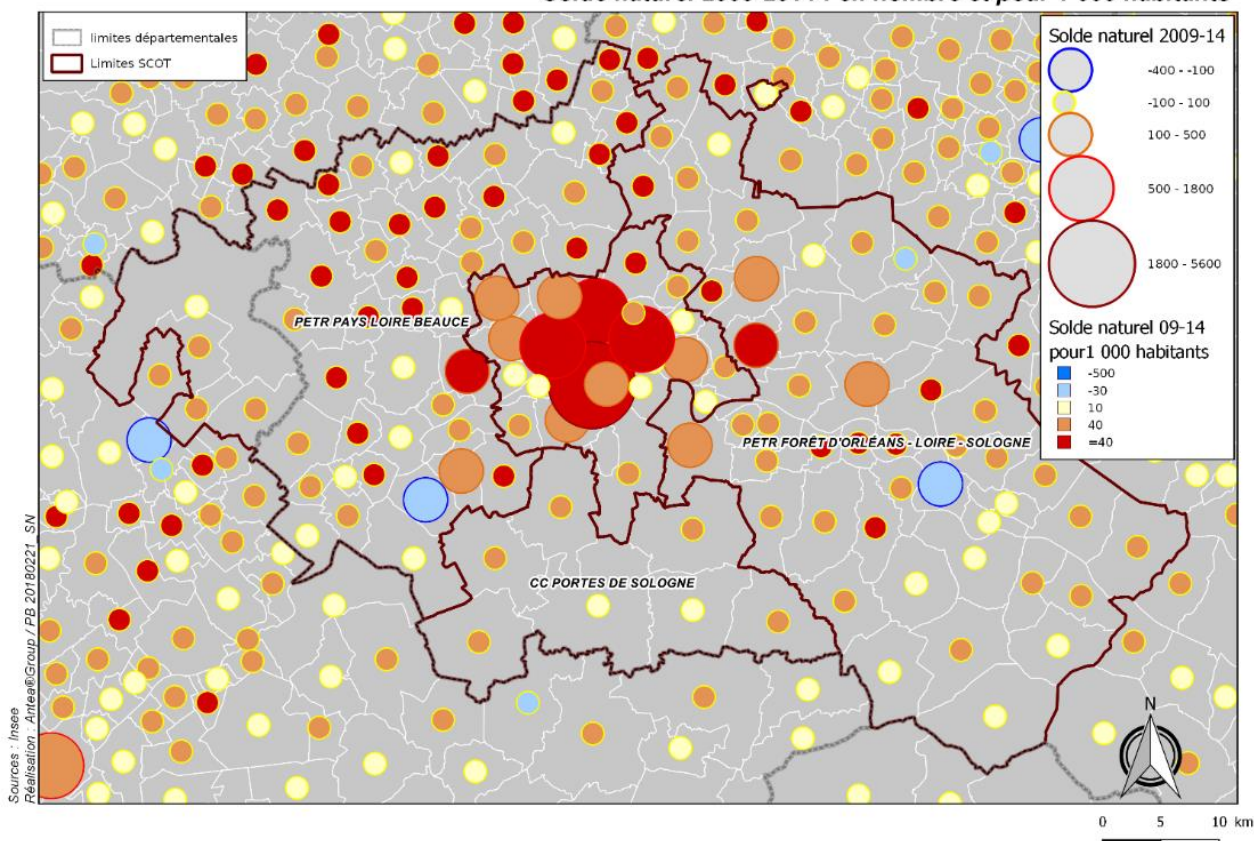 limites départementales
Limites SCOT
Solde naturel 2009-14
-400 - -100
-100 - 100
100 - 500
500 - 1800
1800 - 5600
Solde naturel 09-14
pour1 000 habitants
-500
-30
10
40
=40
PETR PAYS LOIRE BEAUCE
PETR FORÊT D'ORLÉANS - LOIRE - SOLOGNE
CC PORTES DE SOLOGNE
Sources : Insee
Réalisation : Antea®Group / PB 20180221_SN
N
0 5 10 km